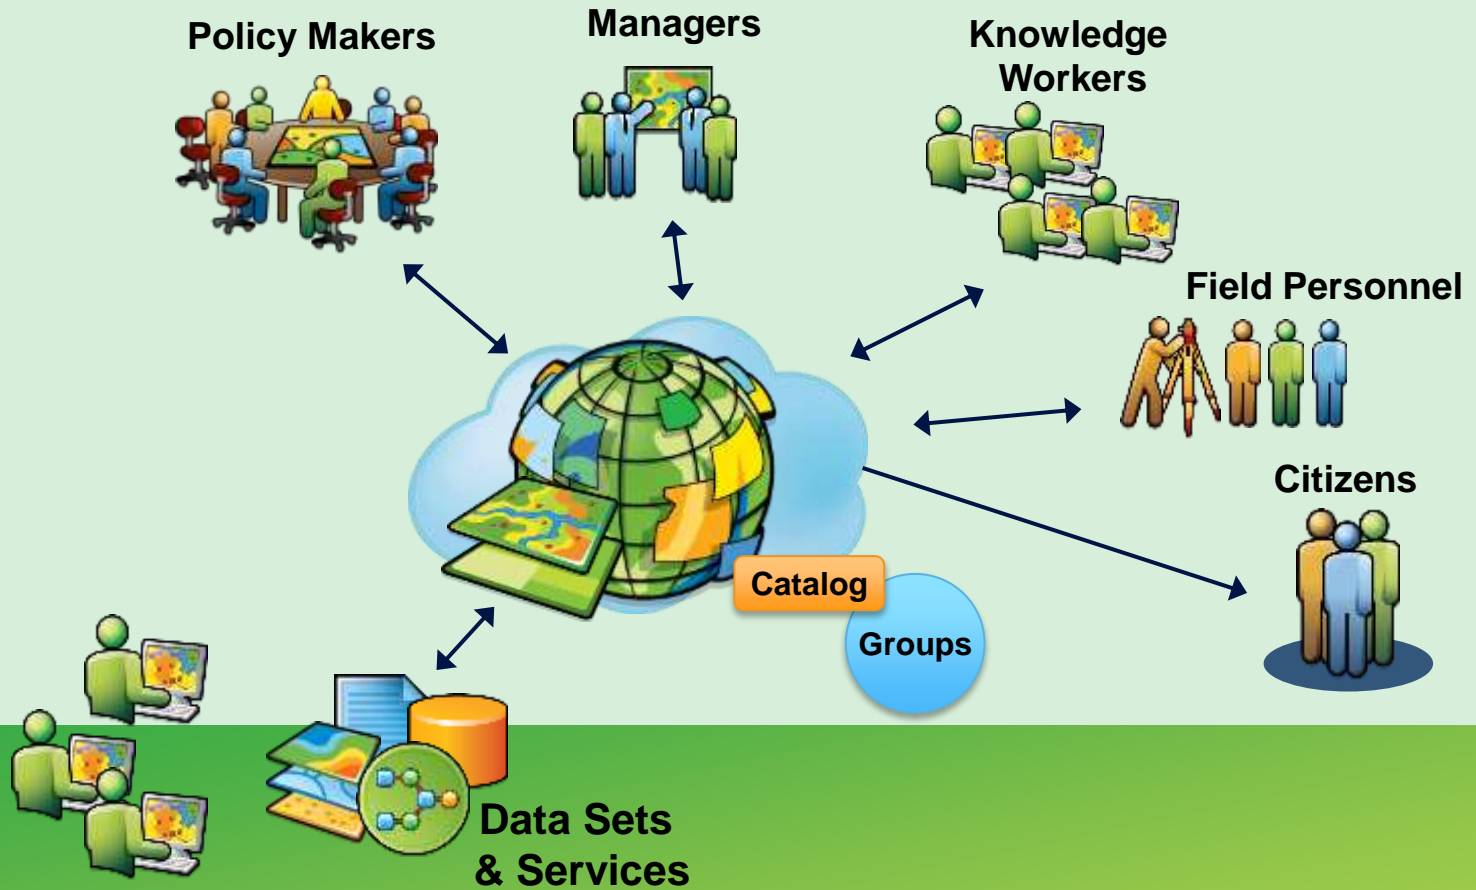 Policy Makers
Managers
Knowledge
Workers
Field Personnel
Citizens
Catalog
Groups
Data Sets
& Services